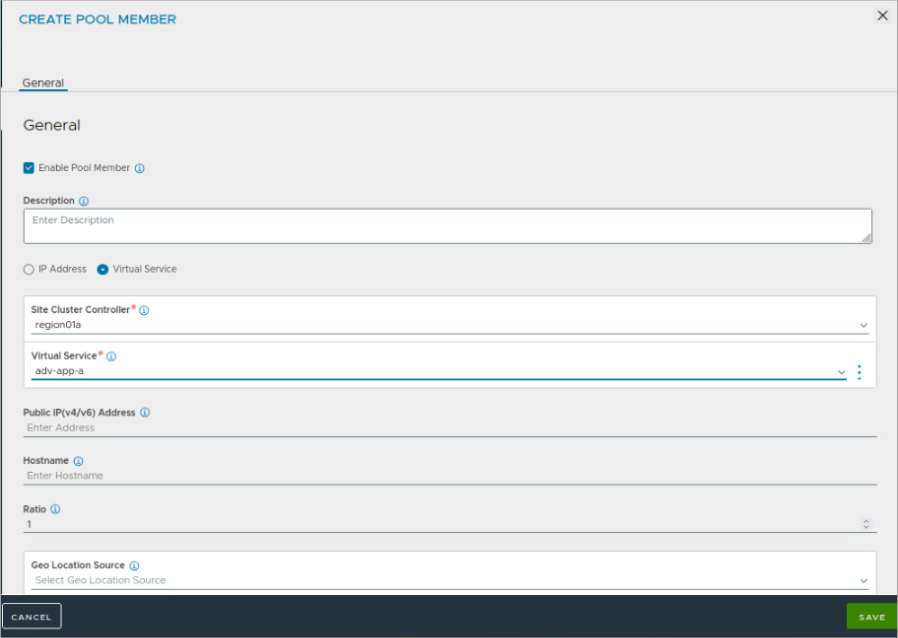 CREATE POOL MEMBER
General
General
Enable Pool Member
Description
Enter Description
IP Address Virtual Service
Site Cluster Controller*
region01a
Virtual Service*
adv-app-a
Public IP(v4/v6) Address
Enter Address
Hostname
Enter Hostname
Ratio
1
Geo Location Source
Select Geo Location Source
CANCEL SAVE